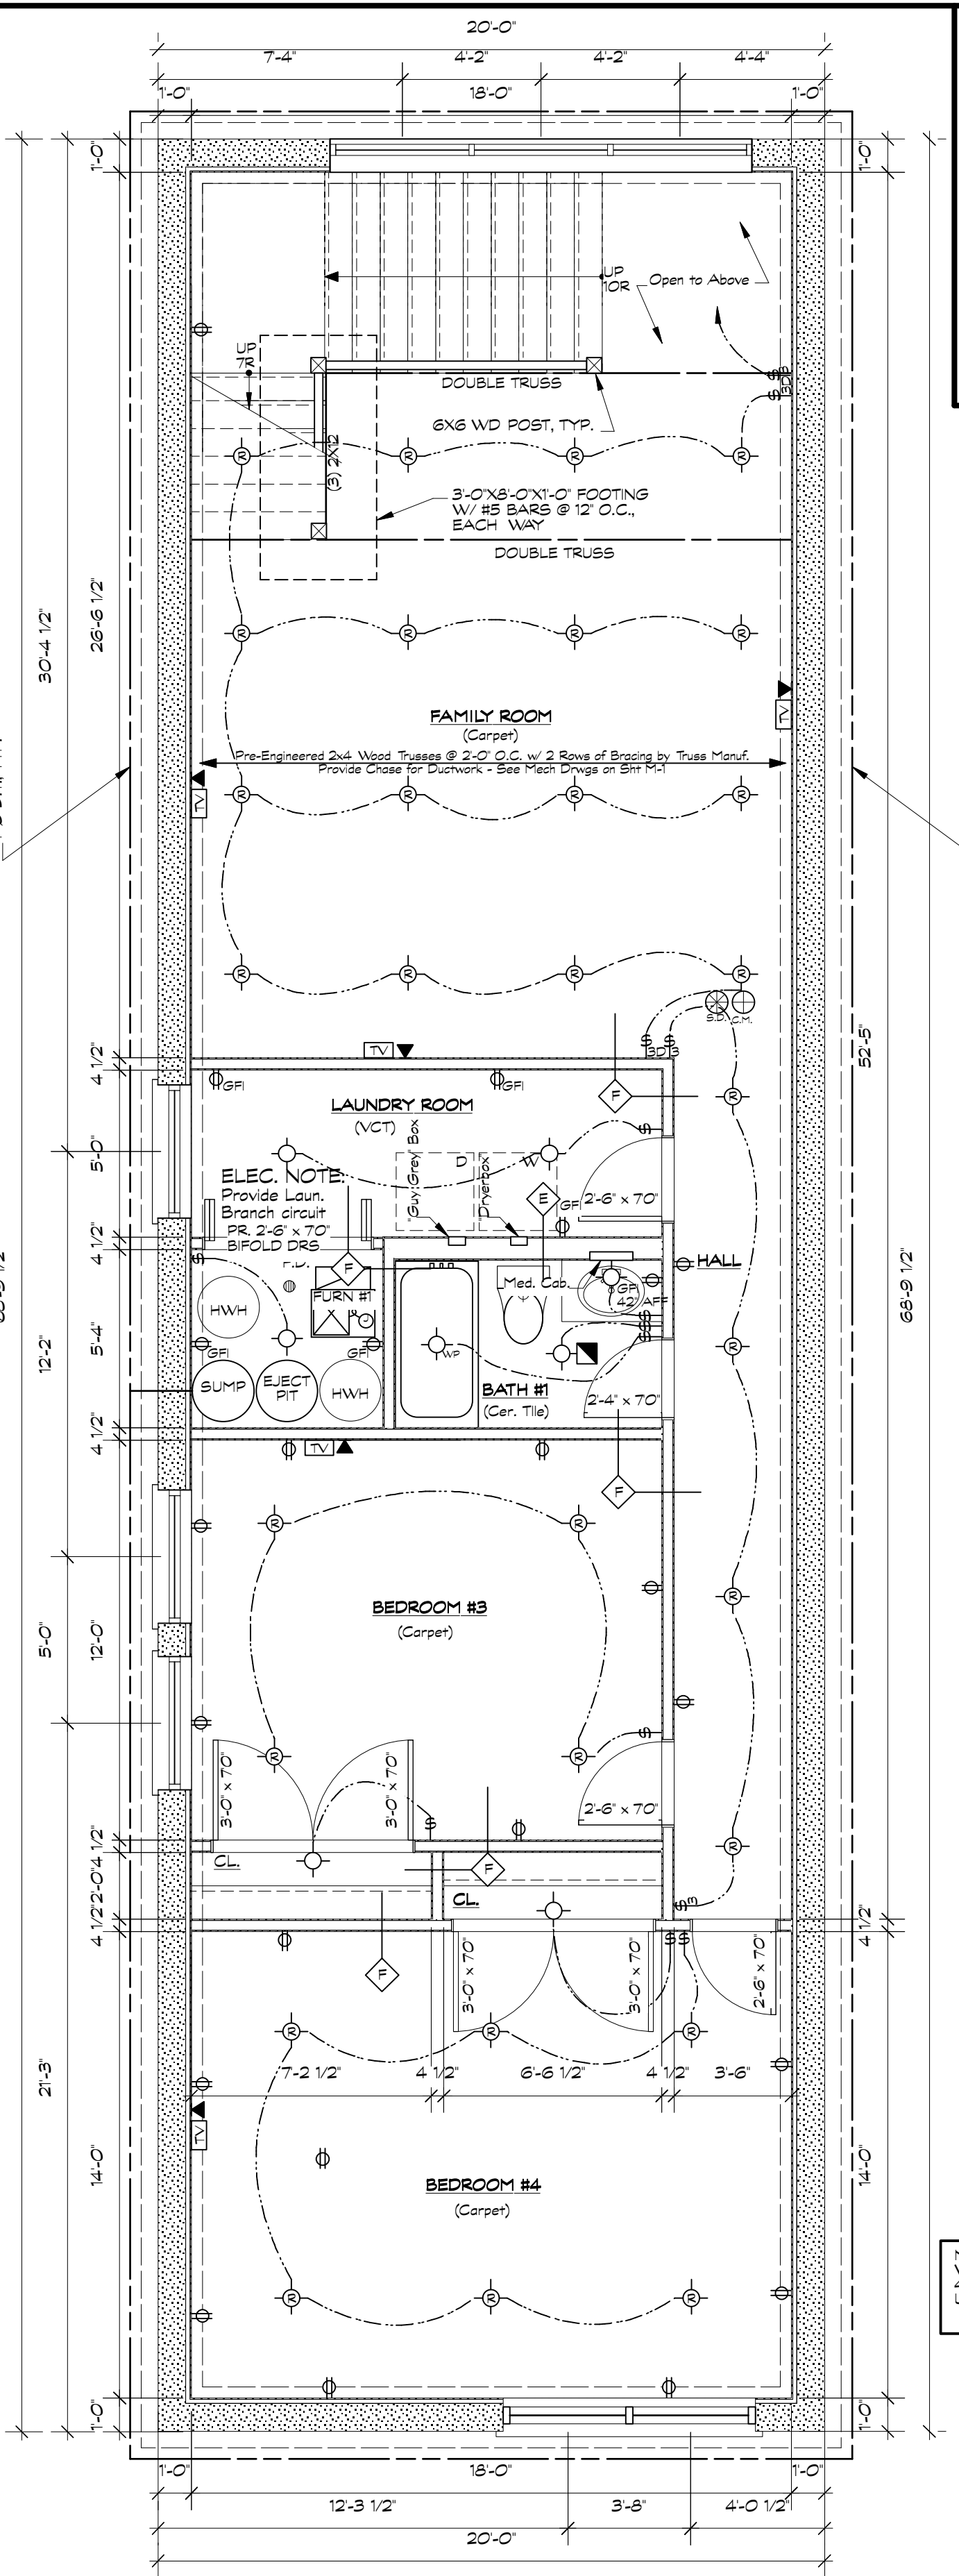 20'-0"
7'-4" 4'-2" 4'-2" 4'-4"
1'-0" 18'-0" 1'-0"
1'-0" 1'-0"
UP
10R
Open to Above
UP
7R
DOUBLE TRUSS
S
S
3D3
6X6 WD POST, TYP.
(3) 2X12
R R R R
3'-0"X8'-0"X1'-0" FOOTING
W/ #5 BARS @ 12" O.C.,
EACH WAY
DOUBLE TRUSS
30'-4 1/2"
26'-6 1/2"
R R R R
TV
FAMILY ROOM
(Carpet)
Pre-Engineered 2x4 Wood Trusses @ 2'-0" O.C. w/ 2 Rows of Bracing by Truss Manuf.
Provide Chase for Ductwork - See Mech Drwgs on Sht M-1
TV
R R R R
R R R R
S.D. C.M.
S S
3D 3
TV
4 1/2"
52'-5"
GFI GFI
LAUNDRY ROOM
(VCT)
F
R
S
5'-0" 5'-0"
"Guy Grey" Box
D
"Dryerbox"
W
ELEC. NOTE:
Provide Laun.
Branch circuit
PR. 2'-6" x 70"
BIFOLD DRS.
E
GFI
2'-6" x 70"
4 1/2"
S
F.D.
F
HALL
Med. Cab.
GFI
42" AFF
HWH
FURN #1
68'-9 1/2"
S
S
S
12'-2"
5'-4"
GFI GFI
WP
R
SUMP
EJECT
PIT
HWH
BATH #1
(Cer. Tile)
2'-4" x 70"
4 1/2"
TV
F
R R
R
BEDROOM #3
(Carpet)
5'-0"
12'-0"
S
R R
3'-0" x 70"
3'-0" x 70"
2'-6" x 70"
S
4 1/2"
R
CL.
F
2'-0"
CL.
S3
4 1/2" 4 1/2"
S S
F
3'-0" x 70"
3'-0" x 70"
2'-6" x 70"
R R R
7'-2 1/2" 4 1/2" 6'-6 1/2" 4 1/2" 3'-6"
21'-3"
TV
14'-0" 14'-0"
BEDROOM #4
(Carpet)
R R R
1'-0" 1'-0"
1'-0" 18'-0" 1'-0"
12'-3 1/2" 3'-8" 4'-0 1/2"
20'-0"